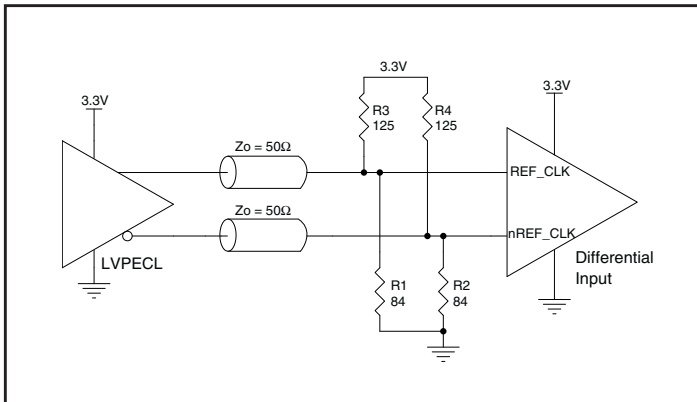 3.3V
3.3V
3.3V
R3
125
R4
125
Zo = 50Ω
REF_CLK
Zo = 50Ω
nREF_CLK
LVPECL
Differential
Input
R1
84
R2
84